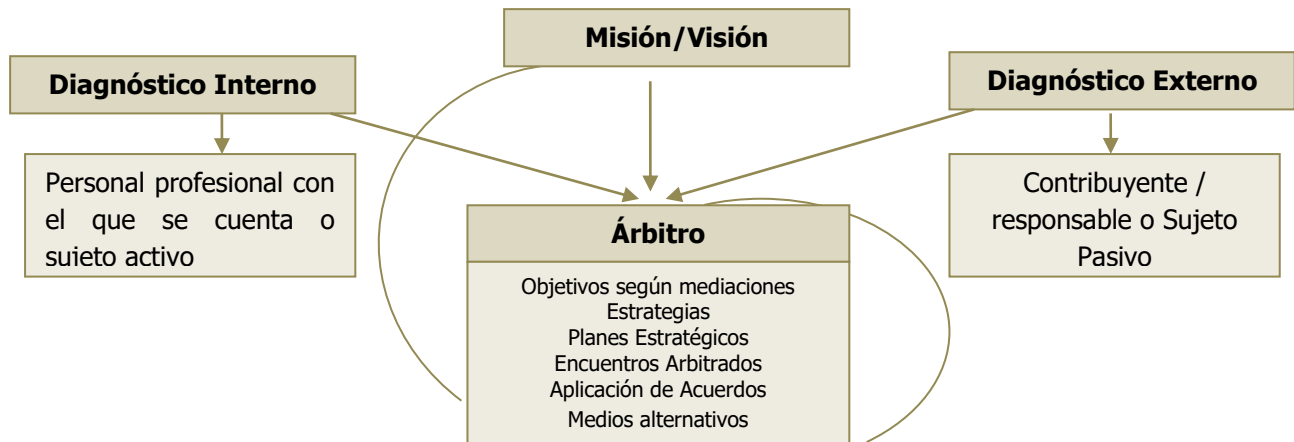 Misión/Visión
Diagnóstico Interno
Diagnóstico Externo
Personal profesional con
el que se cuenta o
sujeto activo
Contribuyente /
responsable o Sujeto
Pasivo
Árbitro
Objetivos según mediaciones
Estrategias
Planes Estratégicos
Encuentros Arbitrados
Aplicación de Acuerdos
Medios alternativos